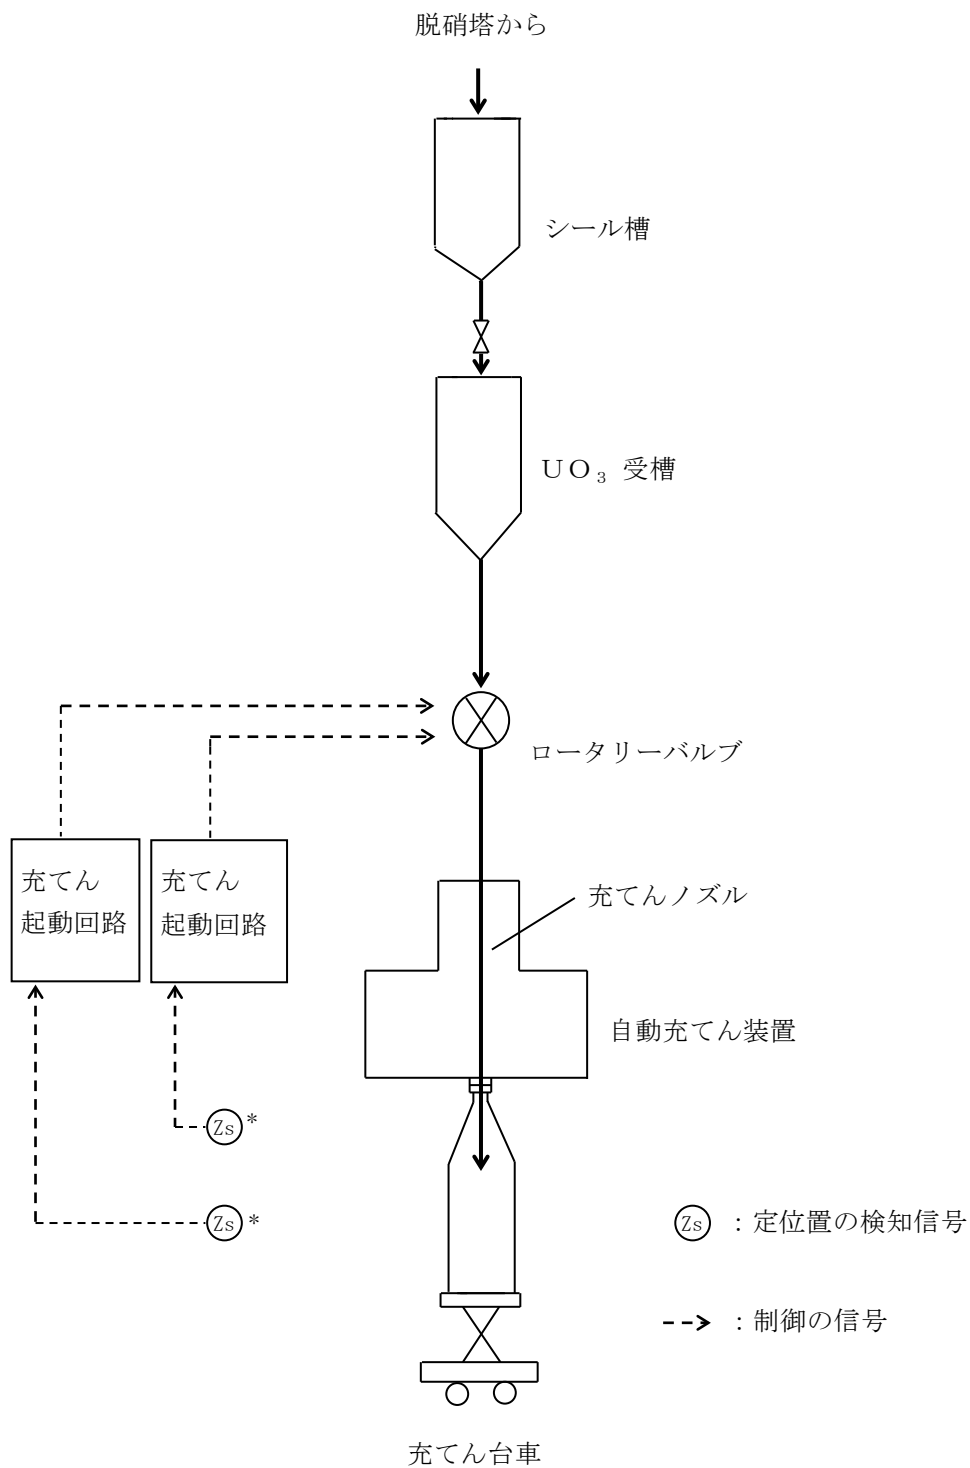 脱硝塔から
シール槽
ＵＯ₃ 受槽
ロータリーバルブ
充てん
起動回路
充てん
起動回路
充てんノズル
自動充てん装置
Zs*
Zs*
Zs ：定位置の検知信号
：制御の信号
充てん台車